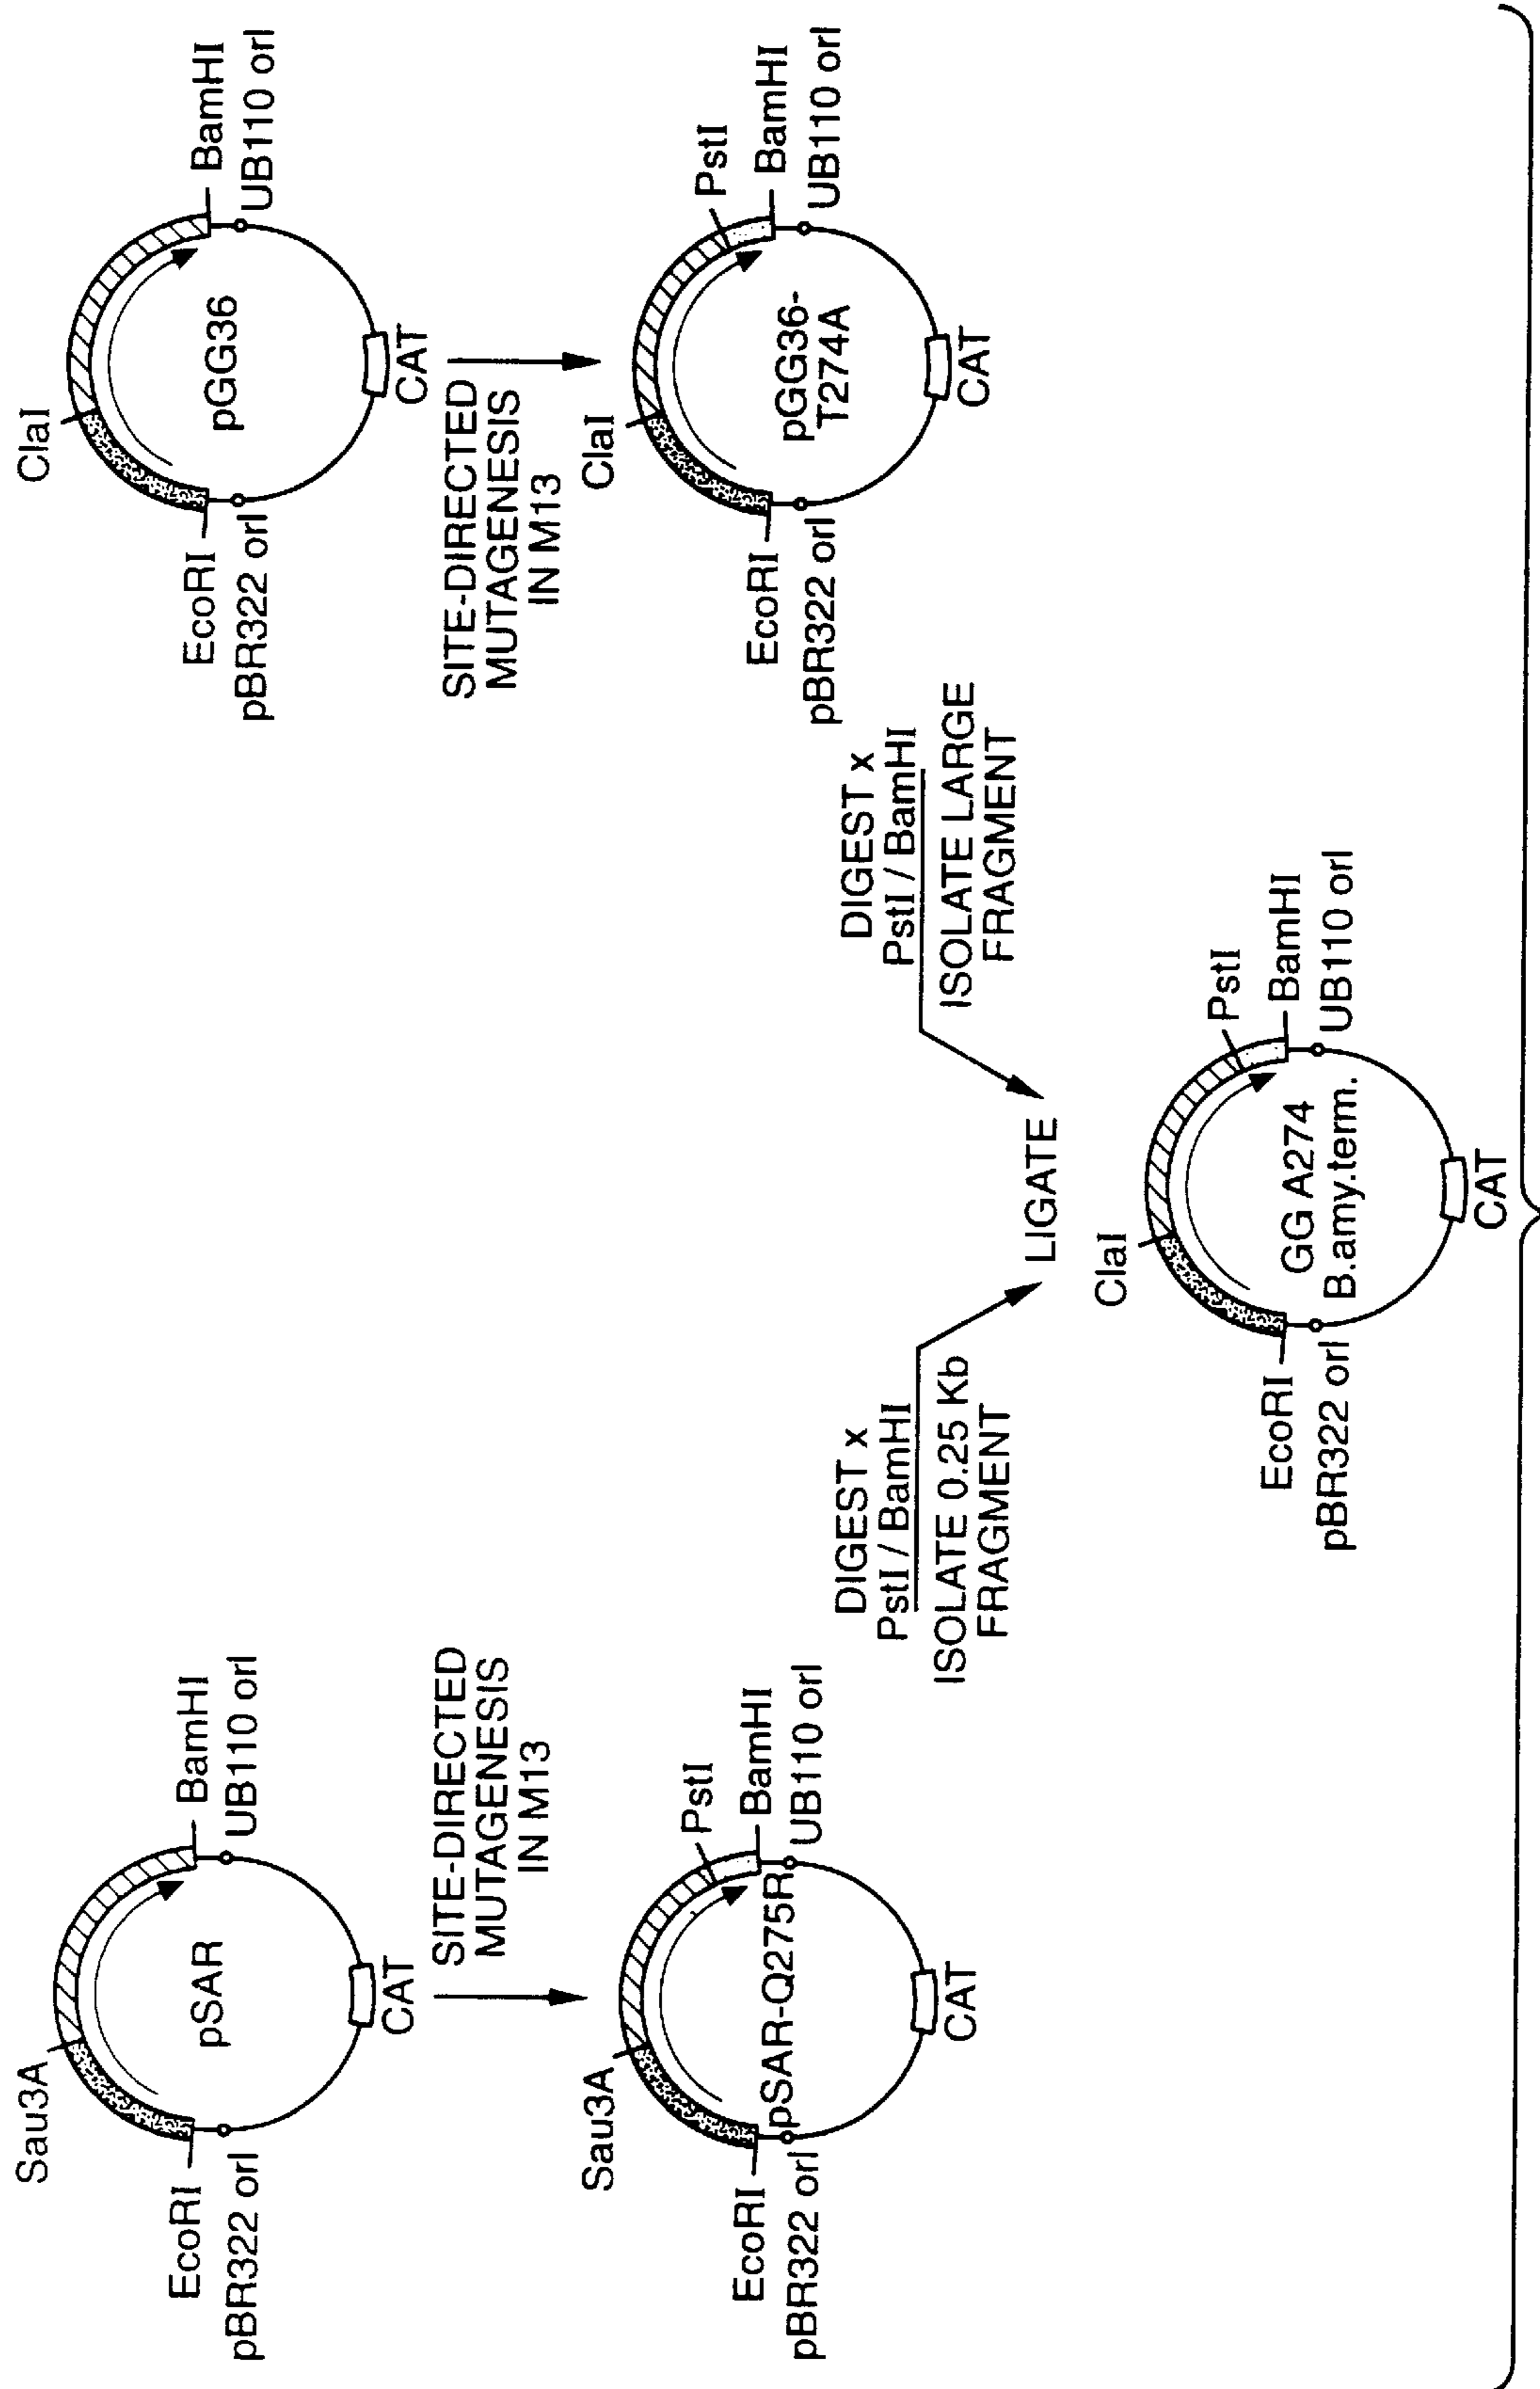 Sau3A
EcoRI
BamHI
pBR322 orI
UB110 orI
pSAR
CAT
SITE-DIRECTED
MUTAGENESIS
IN M13
Sau3A
PstI
EcoRI
BamHI
pBR322 orI
UB110 orI
pSAR-Q275R
CAT
ClaI
EcoRI
BamHI
pBR322 orI
UB110 orI
pGG36
CAT
SITE-DIRECTED
MUTAGENESIS
IN M13
ClaI
PstI
EcoRI
BamHI
pBR322 orI
UB110 orI
pGG36-
T274A
CAT
DIGEST x
PstI / BamHI
ISOLATE 0.25 Kb
FRAGMENT
DIGEST x
PstI / BamHI
ISOLATE LARGE
FRAGMENT
LIGATE
ClaI
PstI
EcoRI
BamHI
pBR322 orI
UB110 orI
GG A274
B.amy.term.
CAT